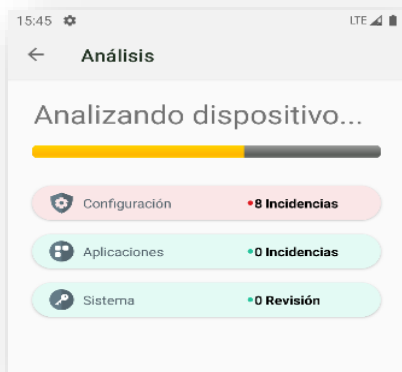 15:45 LTE
Análisis
Analizando dispositivo...
Configuración •8 Incidencias
Aplicaciones •0 Incidencias
Sistema •0 Revisión